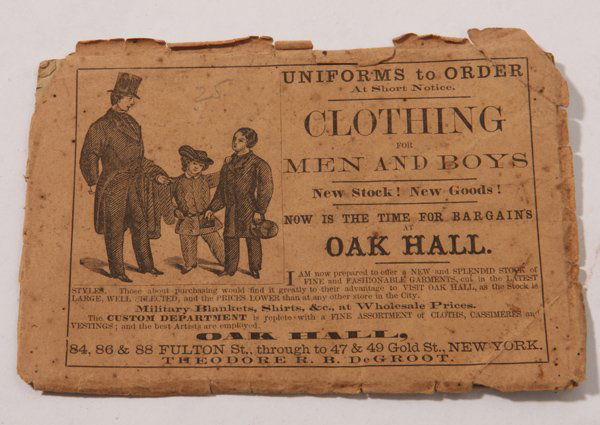 25
UNIFORMS to ORDER
At Short Notice.
CLOTHING
FOR
MEN AND BOYS
New Stock! New Goods!
NOW IS THE TIME FOR BARGAINS
AT
OAK HALL.
I AM now prepared to offer a NEW and SPLENDID STOCK of
FINE and FASHIONABLE GARMENTS, cut in the LATEST
STYLES. Those about purchasing would find it greatly to their advantage to VISIT OAK HALL, as the Stock is
LARGE, WELL SELECTED, and the PRICES LOWER than at any other store in the City.
Military Blankets, Shirts, &c., at Wholesale Prices.
The CUSTOM DEPARTMENT is replete with a FINE ASSORTMENT of CLOTHS, CASSIMERES and
VESTINGS; and the best Artists are employed.
OAK HALL,
84, 86 & 88 FULTON St., through to 47 & 49 Gold St., NEW YORK.
THEODORE R. B. DeGROOT.